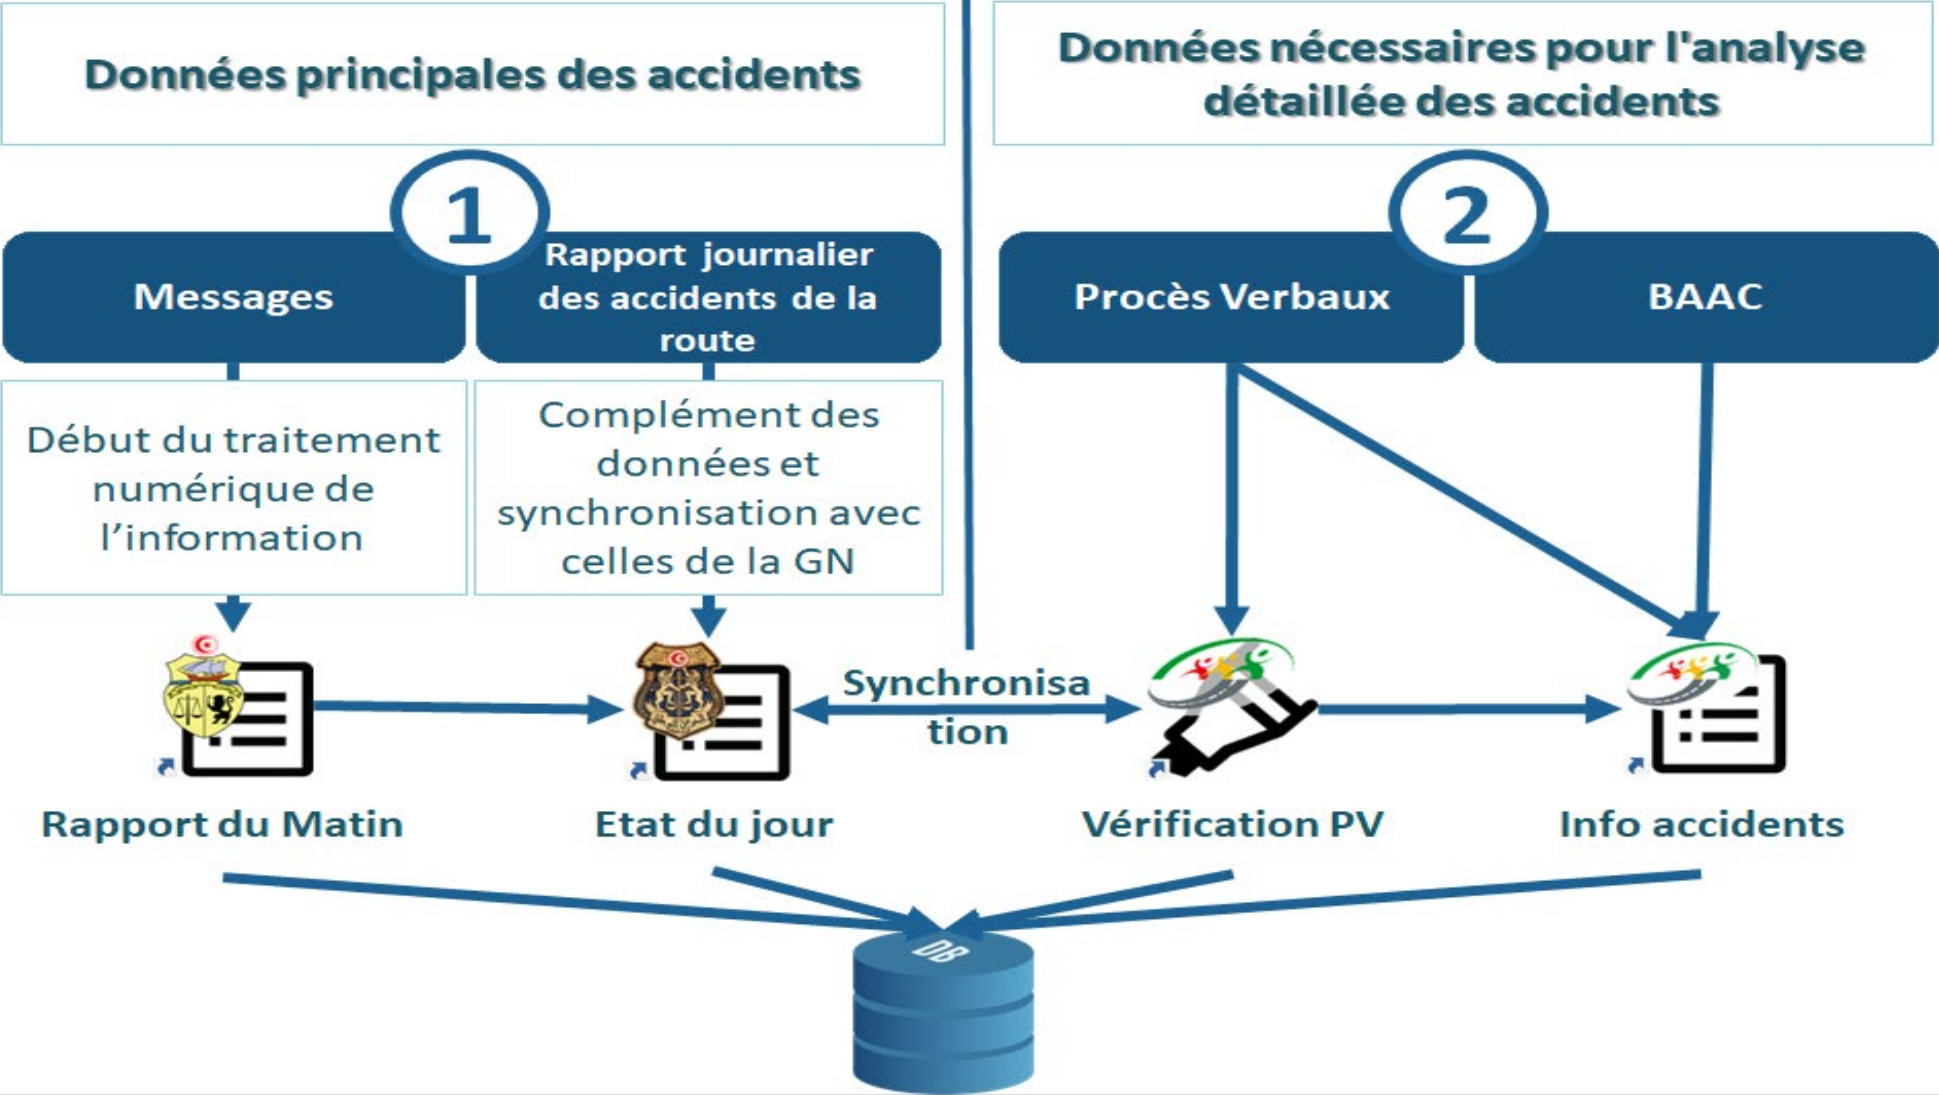 Données principales des accidents
Données nécessaires pour l'analyse
détaillée des accidents
1
2
Messages
Rapport journalier
des accidents de la
route
Procès Verbaux
BAAC
Début du traitement
numérique de
l’information
Complément des
données et
synchronisation avec
celles de la GN
Synchronisa
tion
Rapport du Matin
Etat du jour
Vérification PV
Info accidents
DB